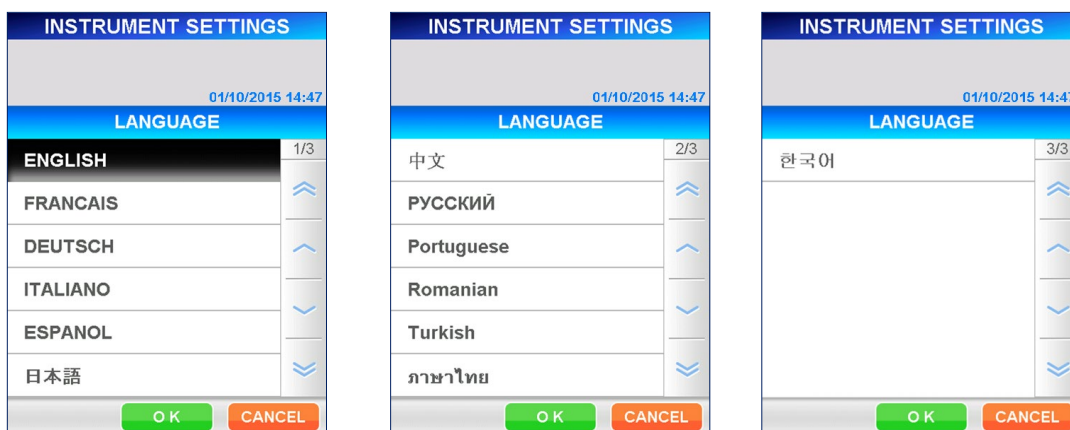 INSTRUMENT SETTINGS
01/10/2015 14:47
LANGUAGE
ENGLISH
1/3
FRANCAIS
DEUTSCH
ITALIANO
ESPANOL
日本語
O K
CANCEL
INSTRUMENT SETTINGS
01/10/2015 14:47
LANGUAGE
中文
2/3
РУССКИЙ
Portuguese
Romanian
Turkish
ภาษาไทย
O K
CANCEL
INSTRUMENT SETTINGS
01/10/2015 14:47
LANGUAGE
한국어
3/3
O K
CANCEL